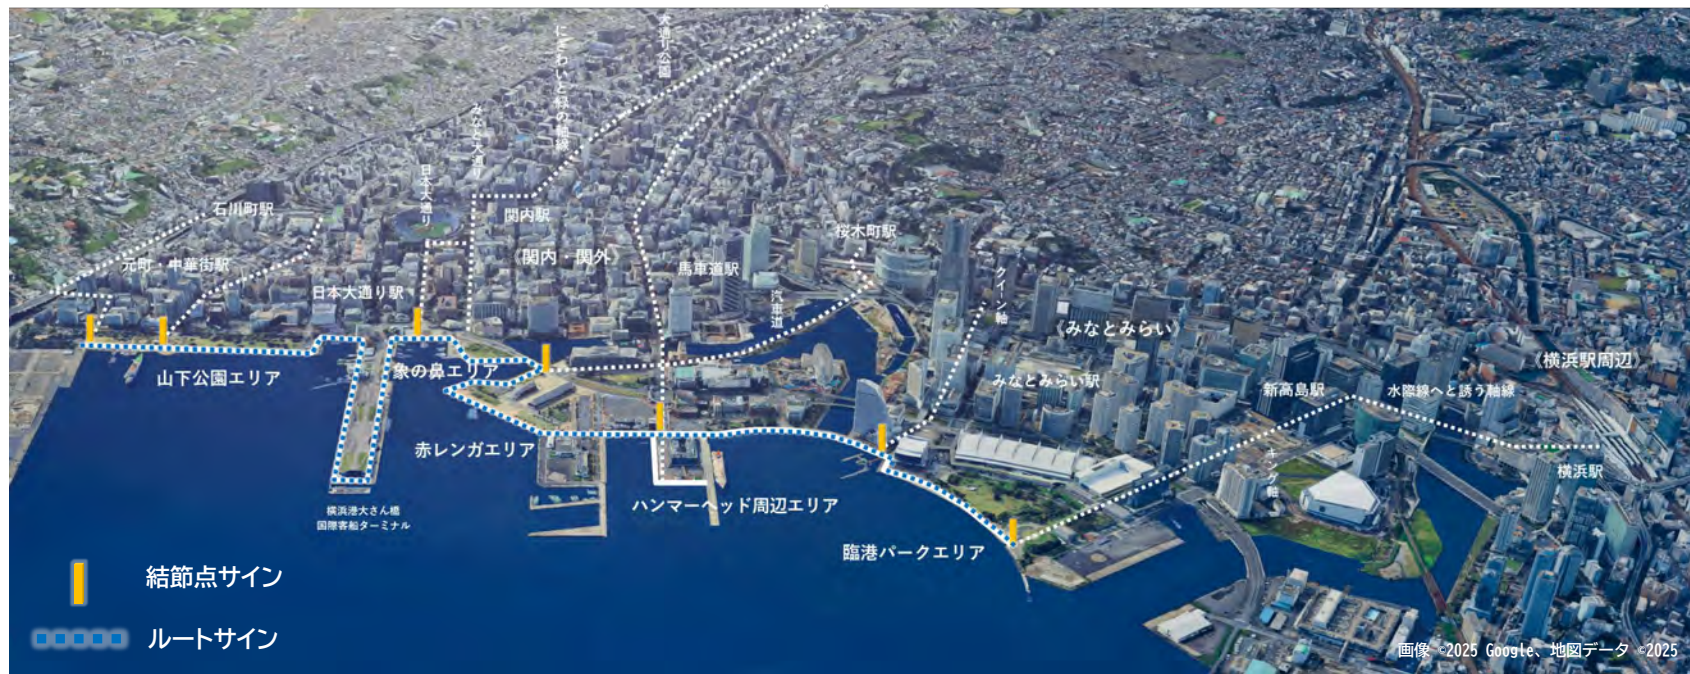 大通り公園
にぎわいと緑の軸線
みなと大通り
日本大通り
石川町駅
関内駅
桜木町駅
元町・中華街駅
《関内・関外》
馬車道駅
クイーン軸
日本大通り駅
汽車道
《みなとみらい》
《横浜駅周辺》
山下公園エリア
象の鼻エリア
みなとみらい駅
新高島駅
水際線へと誘う軸線
赤レンガエリア
キング軸
横浜駅
横浜港大さん橋
国際客船ターミナル
ハンマーヘッド周辺エリア
臨港パークエリア
結節点サイン
ルートサイン
画像 ©2025 Google、地図データ ©2025